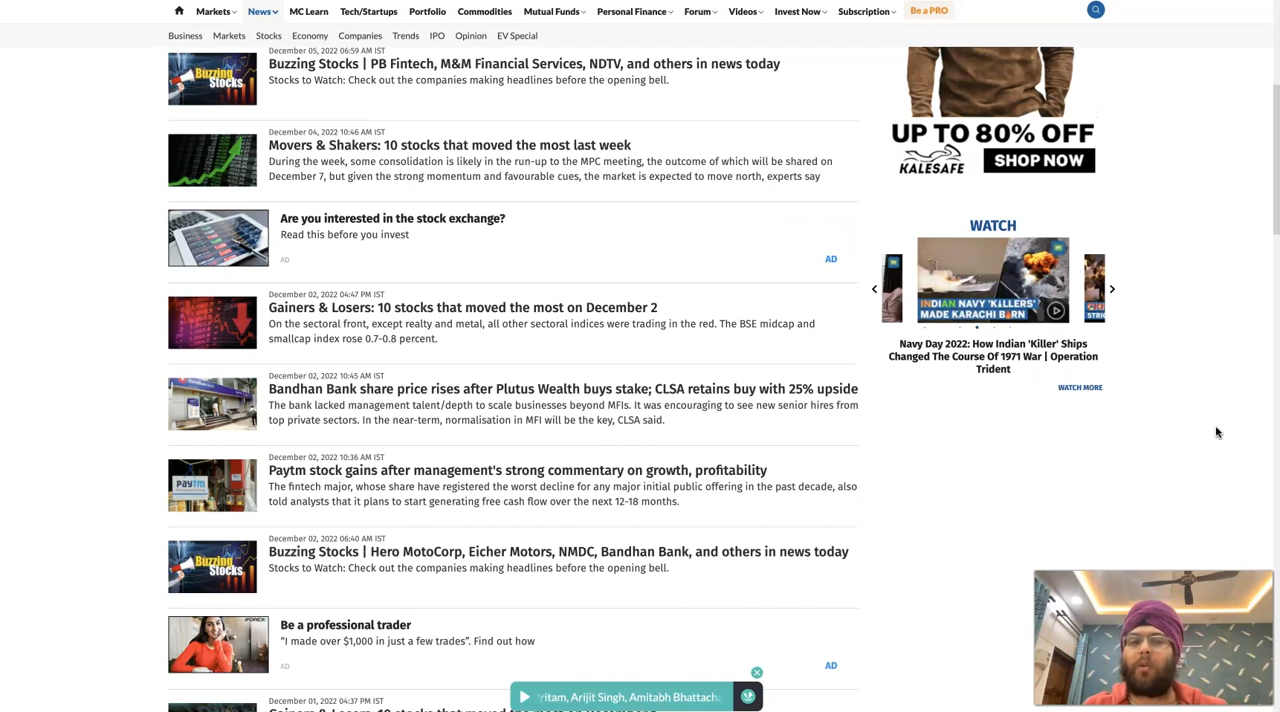 Markets News MC Learn Tech/Startups Portfolio Commodities Mutual Funds Personal Finance Forum Videos Invest Now Subscription Be a PRO
Business Markets Stocks Economy Companies Trends IPO Opinion EV Special
December 05, 2022 06:59 AM IST
Buzzing Stocks | PB Fintech, M&M Financial Services, NDTV, and others in news today
Stocks to Watch: Check out the companies making headlines before the opening bell.
Buzzing
Stocks
December 04, 2022 10:46 AM IST
Movers & Shakers: 10 stocks that moved the most last week
During the week, some consolidation is likely in the run-up to the MPC meeting, the outcome of which will be shared on
December 7, but given the strong momentum and favourable cues, the market is expected to move north, experts say
Are you interested in the stock exchange?
Read this before you invest
AD
AD
December 02, 2022 04:47 PM IST
Gainers & Losers: 10 stocks that moved the most on December 2
On the sectoral front, except realty and metal, all other sectoral indices were trading in the red. The BSE midcap and
smallcap index rose 0.7-0.8 percent.
December 02, 2022 10:45 AM IST
Bandhan Bank share price rises after Plutus Wealth buys stake; CLSA retains buy with 25% upside
The bank lacked management talent/depth to scale businesses beyond MFIs. It was encouraging to see new senior hires from
top private sectors. In the near-term, normalisation in MFI will be the key, CLSA said.
December 02, 2022 10:36 AM IST
Paytm stock gains after management's strong commentary on growth, profitability
The fintech major, whose share have registered the worst decline for any major initial public offering in the past decade, also
told analysts that it plans to start generating free cash flow over the next 12-18 months.
paytm
December 02, 2022 06:40 AM IST
Buzzing Stocks | Hero MotoCorp, Eicher Motors, NMDC, Bandhan Bank, and others in news today
Stocks to Watch: Check out the companies making headlines before the opening bell.
Buzzing
Stocks
Be a professional trader
“I made over $1,000 in just a few trades”. Find out how
AD
AD
December 01, 2022 04:37 PM IST
UP TO 80% OFF
KALESAFE
SHOP NOW
WATCH
INDIAN NAVY 'KILLERS'
MADE KARACHI BURN
Navy Day 2022: How Indian 'Killer' Ships
Changed The Course Of 1971 War | Operation
Trident
WATCH MORE
Arijit Singh, Amitabh